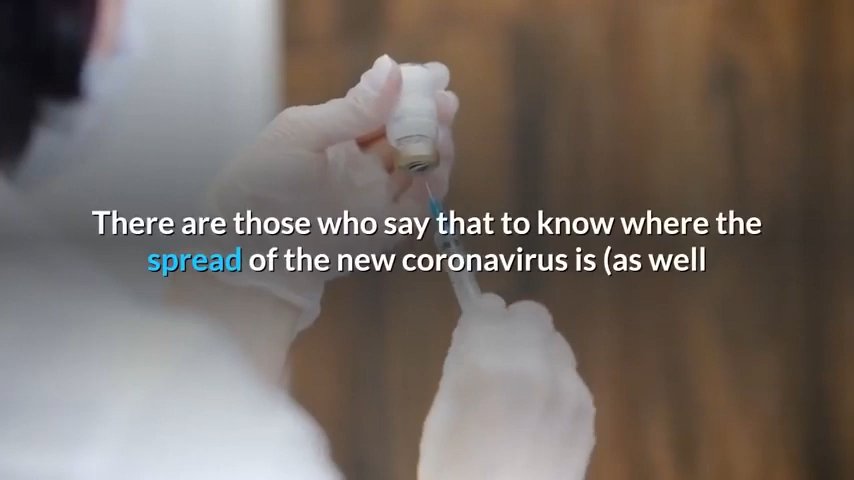 There are those who say that to know where the
spread of the new coronavirus is (as well